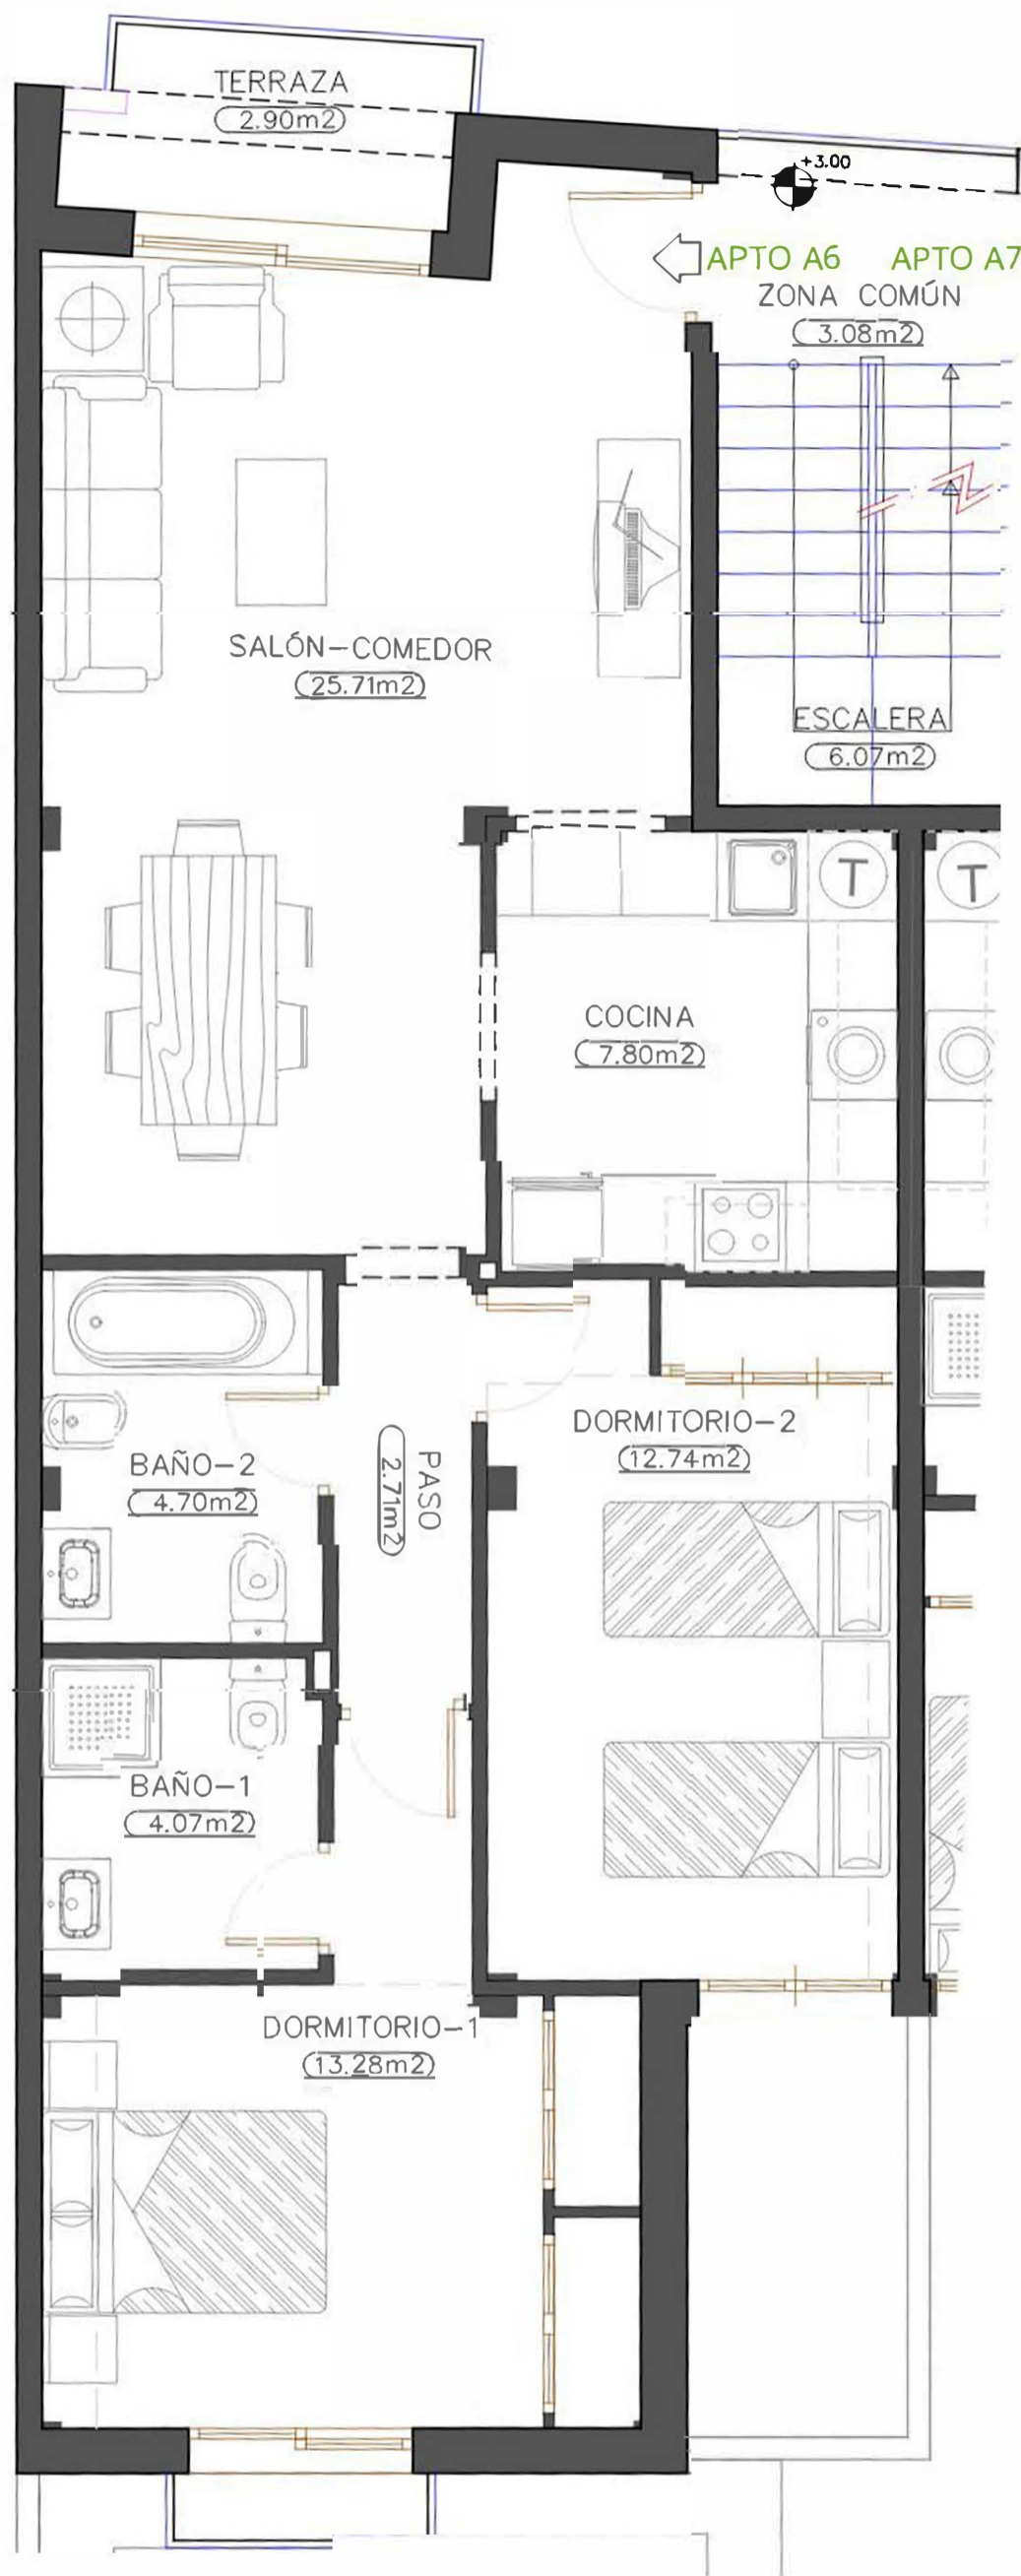 TERRAZA
2.90m2
+3.00
APTO A6
APTO A7
ZONA COMÚN
3.08m2
SALÓN-COMEDOR
25.71m2
ESCALERA
6.07m2
T
T
COCINA
7.80m2
DORMITORIO-2
12.74m2
BAÑO-2
4.70m2
PASO
2.71m2
BAÑO-1
4.07m2
DORMITORIO-1
13.28m2